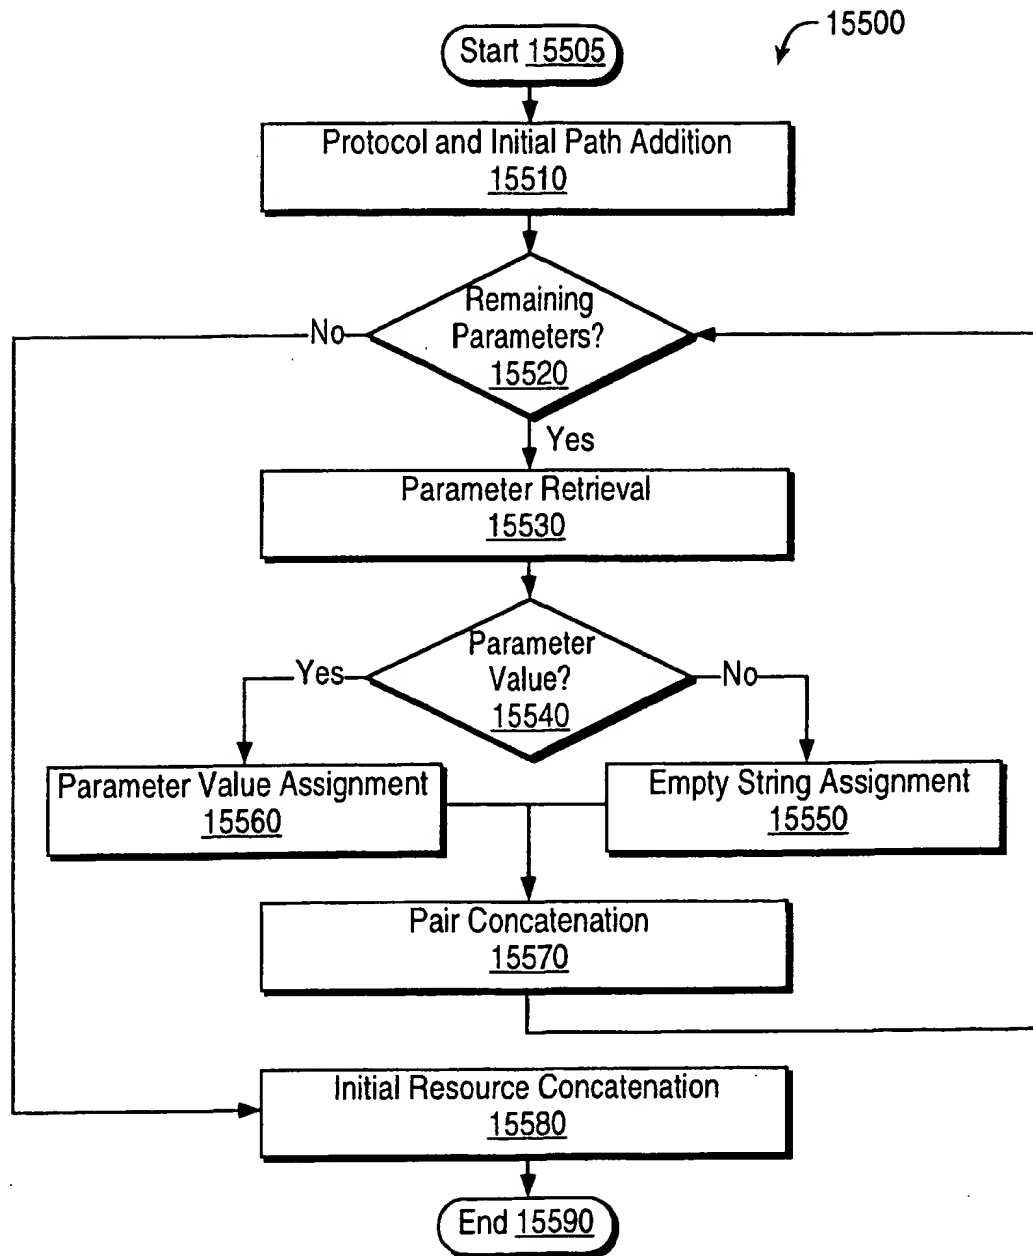 15500
Start 15505
Protocol and Initial Path Addition
15510
Remaining
Parameters?
15520
No
Yes
Parameter Retrieval
15530
Parameter
Value?
15540
Yes
No
Parameter Value Assignment
15560
Empty String Assignment
15550
Pair Concatenation
15570
Initial Resource Concatenation
15580
End 15590